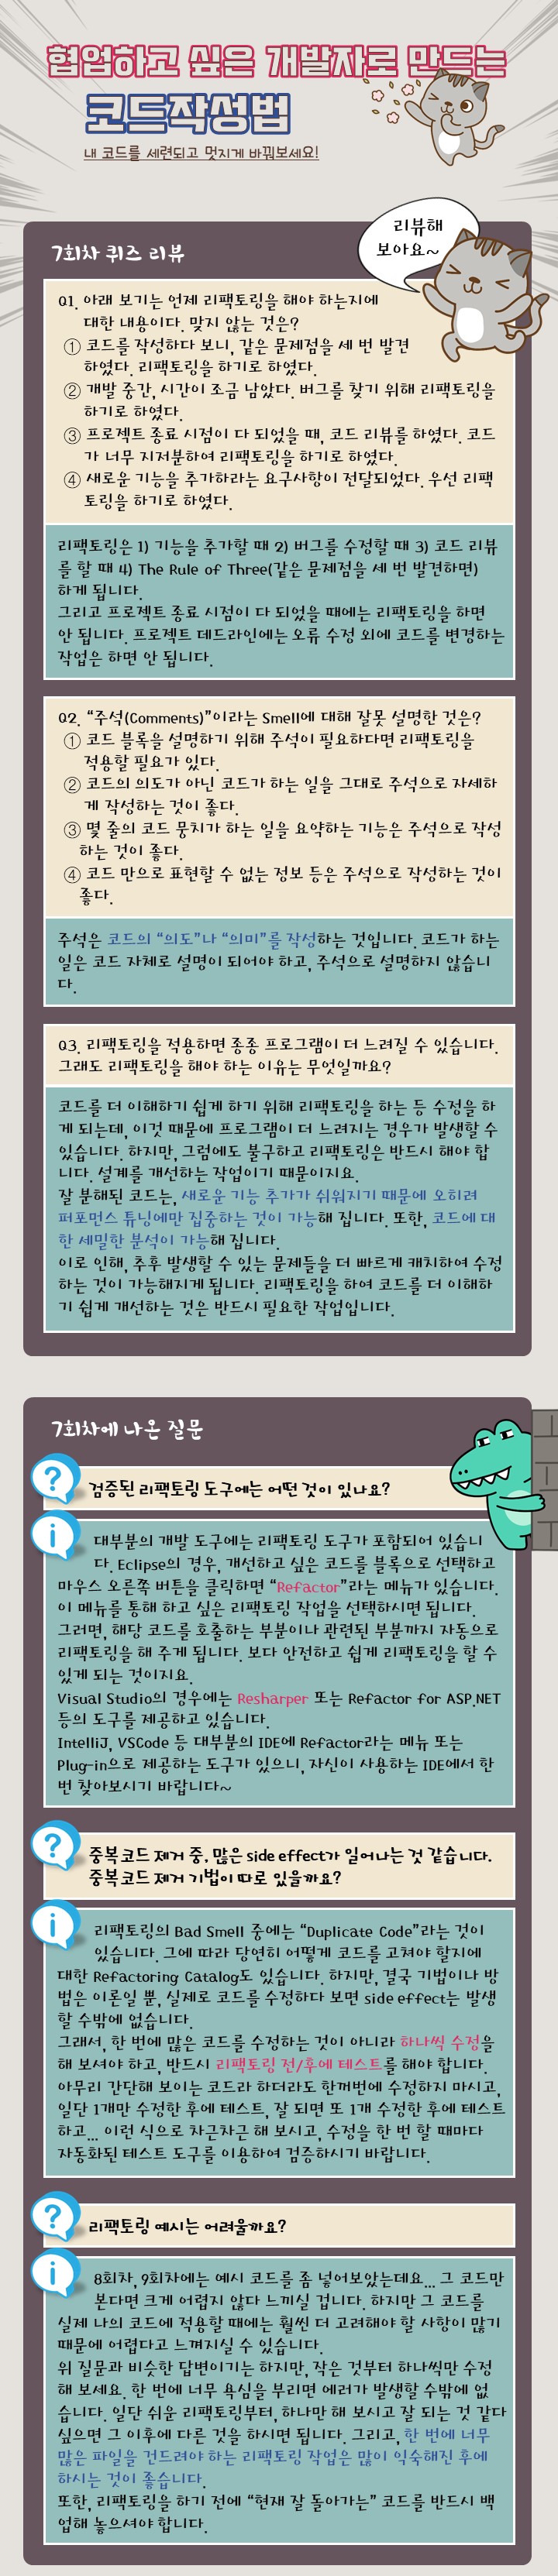 협업하고 싶은 개발자로 만드는
코드작성법
내 코드를 세련되고 멋지게 바꿔보세요!
리뷰해
보아요~
7회차 퀴즈 리뷰
Q1. 아래 보기는 언제 리팩토링을 해야 하는지에
대한 내용이다. 맞지 않는 것은?
① 코드를 작성하다 보니, 같은 문제점을 세 번 발견
하였다. 리팩토링을 하기로 하였다.
② 개발 중간, 시간이 조금 남았다. 버그를 찾기 위해 리팩토링을
하기로 하였다.
③ 프로젝트 종료 시점이 다 되었을 때, 코드 리뷰를 하였다. 코드
가 너무 지저분하여 리팩토링을 하기로 하였다.
④ 새로운 기능을 추가하라는 요구사항이 전달되었다. 우선 리팩
토링을 하기로 하였다.
리팩토링은 1) 기능을 추가할 때 2) 버그를 수정할 때 3) 코드 리뷰
를 할 때 4) The Rule of Three(같은 문제점을 세 번 발견하면)
하게 됩니다.
그리고 프로젝트 종료 시점이 다 되었을 때에는 리팩토링을 하면
안 됩니다. 프로젝트 데드라인에는 오류 수정 외에 코드를 변경하는
작업은 하면 안 됩니다.
Q2. “주석(Comments)”이라는 Smell에 대해 잘못 설명한 것은?
① 코드 블록을 설명하기 위해 주석이 필요하다면 리팩토링을
적용할 필요가 있다.
② 코드의 의도가 아닌 코드가 하는 일을 그대로 주석으로 자세하
게 작성하는 것이 좋다.
③ 몇 줄의 코드 뭉치가 하는 일을 요약하는 기능은 주석으로 작성
하는 것이 좋다.
④ 코드 만으로 표현할 수 없는 정보 등은 주석으로 작성하는 것이
좋다.
주석은 코드의 “의도”나 “의미”를 작성하는 것입니다. 코드가 하는
일은 코드 자체로 설명이 되어야 하고, 주석으로 설명하지 않습니
다.
Q3. 리팩토링을 적용하면 종종 프로그램이 더 느려질 수 있습니다.
그래도 리팩토링을 해야 하는 이유는 무엇일까요?
코드를 더 이해하기 쉽게 하기 위해 리팩토링을 하는 등 수정을 하
게 되는데, 이것 때문에 프로그램이 더 느려지는 경우가 발생할 수
있습니다. 하지만, 그럼에도 불구하고 리팩토링은 반드시 해야 합
니다. 설계를 개선하는 작업이기 때문이지요.
잘 분해된 코드는, 새로운 기능 추가가 쉬워지기 때문에 오히려
퍼포먼스 튜닝에만 집중하는 것이 가능해 집니다. 또한, 코드에 대
한 세밀한 분석이 가능해 집니다.
이로 인해, 추후 발생할 수 있는 문제들을 더 빠르게 캐치하여 수정
하는 것이 가능해지게 됩니다. 리팩토링을 하여 코드를 더 이해하
기 쉽게 개선하는 것은 반드시 필요한 작업입니다.
7회차에 나온 질문
?
검증된 리팩토링 도구에는 어떤 것이 있나요?
i
대부분의 개발 도구에는 리팩토링 도구가 포함되어 있습니
다. Eclipse의 경우, 개선하고 싶은 코드를 블록으로 선택하고
마우스 오른쪽 버튼을 클릭하면 “Refactor”라는 메뉴가 있습니다.
이 메뉴를 통해 하고 싶은 리팩토링 작업을 선택하시면 됩니다.
그러면, 해당 코드를 호출하는 부분이나 관련된 부분까지 자동으로
리팩토링을 해 주게 됩니다. 보다 안전하고 쉽게 리팩토링을 할 수
있게 되는 것이지요.
Visual Studio의 경우에는 Resharper 또는 Refactor for ASP.NET
등의 도구를 제공하고 있습니다.
IntelliJ, VSCode 등 대부분의 IDE에 Refactor라는 메뉴 또는
Plug-in으로 제공하는 도구가 있으니, 자신이 사용하는 IDE에서 한
번 찾아보시기 바랍니다~
?
중복코드 제거 중, 많은 side effect가 일어나는 것 같습니다.
중복코드 제거 기법이 따로 있을까요?
i
리팩토링의 Bad Smell 중에는 “Duplicate Code”라는 것이
있습니다. 그에 따라 당연히 어떻게 코드를 고쳐야 할지에
대한 Refactoring Catalog도 있습니다. 하지만, 결국 기법이나 방
법은 이론일 뿐, 실제로 코드를 수정하다 보면 side effect는 발생
할 수밖에 없습니다.
그래서, 한 번에 많은 코드를 수정하는 것이 아니라 하나씩 수정을
해 보셔야 하고, 반드시 리팩토링 전/후에 테스트를 해야 합니다.
아무리 간단해 보이는 코드라 하더라도 한꺼번에 수정하지 마시고,
일단 1개만 수정한 후에 테스트, 잘 되면 또 1개 수정한 후에 테스트
하고... 이런 식으로 차근차근 해 보시고, 수정을 한 번 할 때마다
자동화된 테스트 도구를 이용하여 검증하시기 바랍니다.
?
리팩토링 예시는 어려울까요?
i
8회차, 9회차에는 예시 코드를 좀 넣어보았는데요... 그 코드만
본다면 크게 어렵지 않다 느끼실 겁니다. 하지만 그 코드를
실제 나의 코드에 적용할 때에는 훨씬 더 고려해야 할 사항이 많기
때문에 어렵다고 느껴지실 수 있습니다.
위 질문과 비슷한 답변이기는 하지만, 작은 것부터 하나씩만 수정
해 보세요. 한 번에 너무 욕심을 부리면 에러가 발생할 수밖에 없
습니다. 일단 쉬운 리팩토링부터, 하나만 해 보시고 잘 되는 것 같다
싶으면 그 이후에 다른 것을 하시면 됩니다. 그리고, 한 번에 너무
많은 파일을 건드려야 하는 리팩토링 작업은 많이 익숙해진 후에
하시는 것이 좋습니다.
또한, 리팩토링을 하기 전에 “현재 잘 돌아가는” 코드를 반드시 백
업해 놓으셔야 합니다.